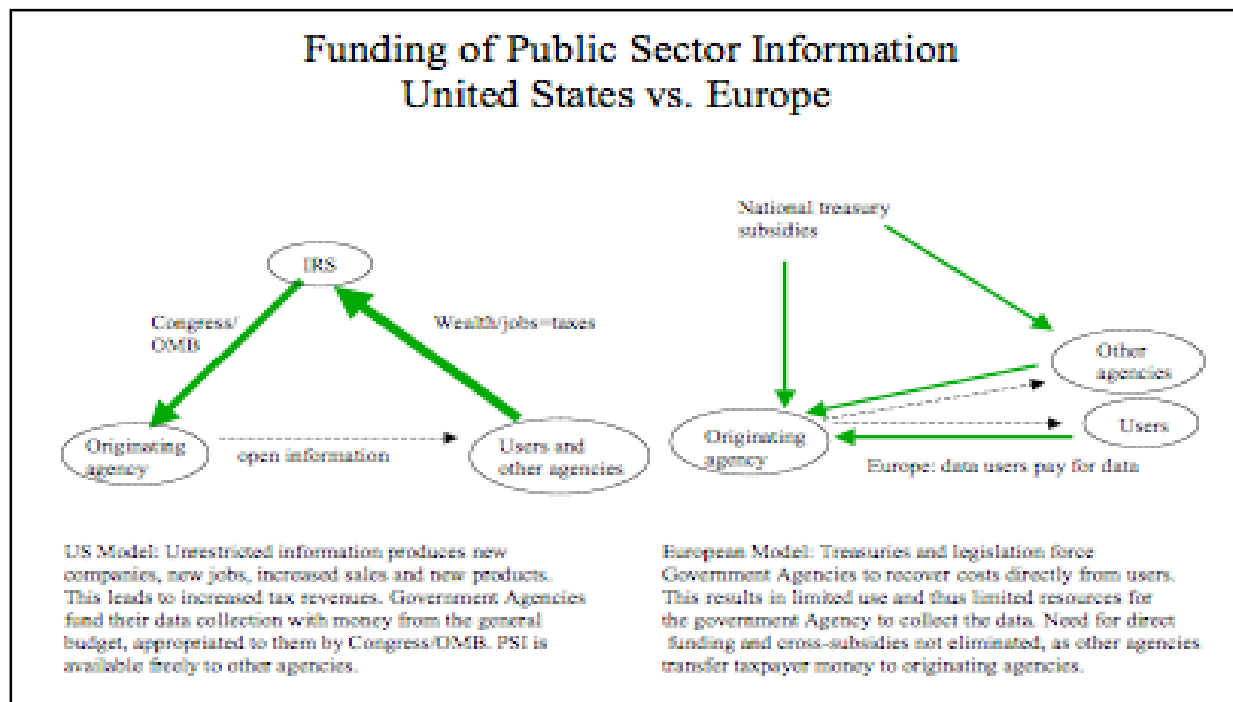 Funding of Public Sector Information
United States vs. Europe
IRS
Congress/
OMB
Wealth/jobs=taxes
Originating
agency
open information
Users and
other agencies
National treasury
subsidies
Other
agencies
Users
Originating
agency
Europe: data users pay for data
US Model: Unrestricted information produces new
companies, new jobs, increased sales and new products.
This leads to increased tax revenues. Government Agencies
fund their data collection with money from the general
budget, appropriated to them by Congress/OMB. PSI is
available freely to other agencies.
European Model: Treasuries and legislation force
Government Agencies to recover costs directly from users.
This results in limited use and thus limited resources for
the government Agency to collect the data. Need for direct
funding and cross-subsidies not eliminated, as other agencies
transfer taxpayer money to originating agencies.